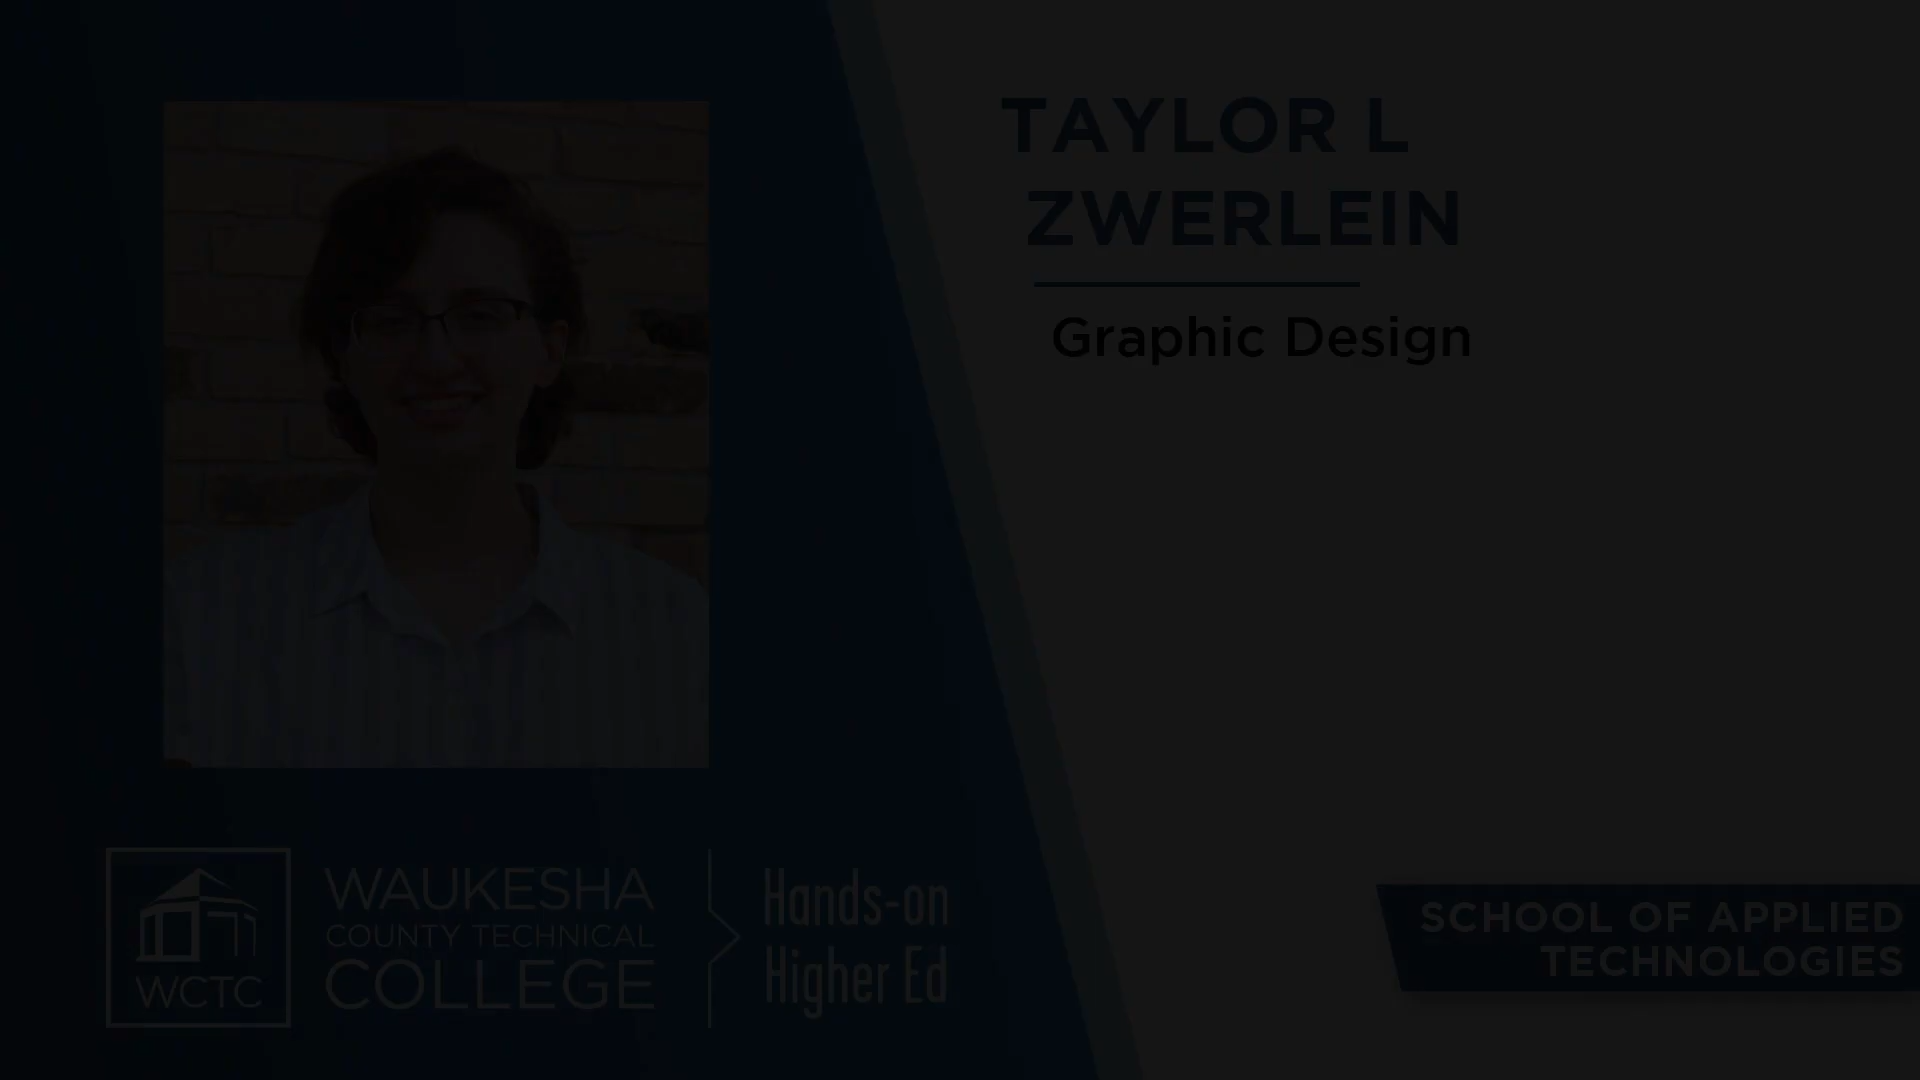 TAYLOR L
ZWERLEIN
Graphic Design
WAUKESHA
COUNTY TECHNICAL
COLLEGE
WCTC
Hands-on
Higher Ed
SCHOOL OF APPLIED
TECHNOLOGIES